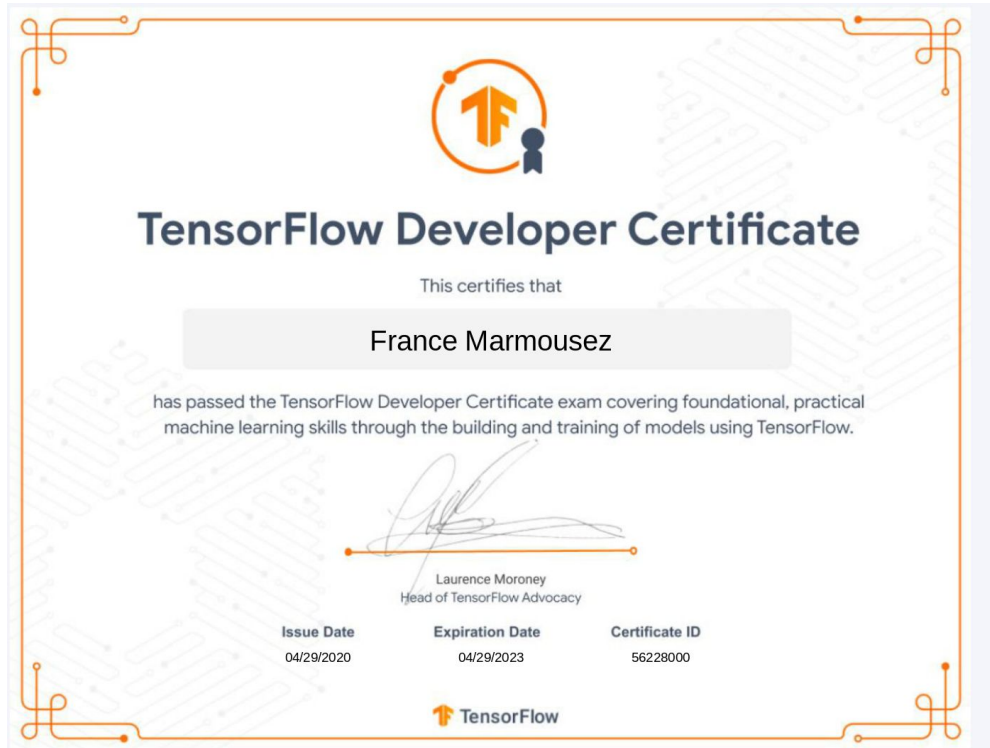 TensorFlow Developer Certificate
This certifies that
France Marmousez
has passed the TensorFlow Developer Certificate exam covering foundational, practical
machine learning skills through the building and training of models using TensorFlow.
Laurence Moroney
Head of TensorFlow Advocacy
Issue Date Expiration Date Certificate ID
04/29/2020 04/29/2023 56228000
TensorFlow